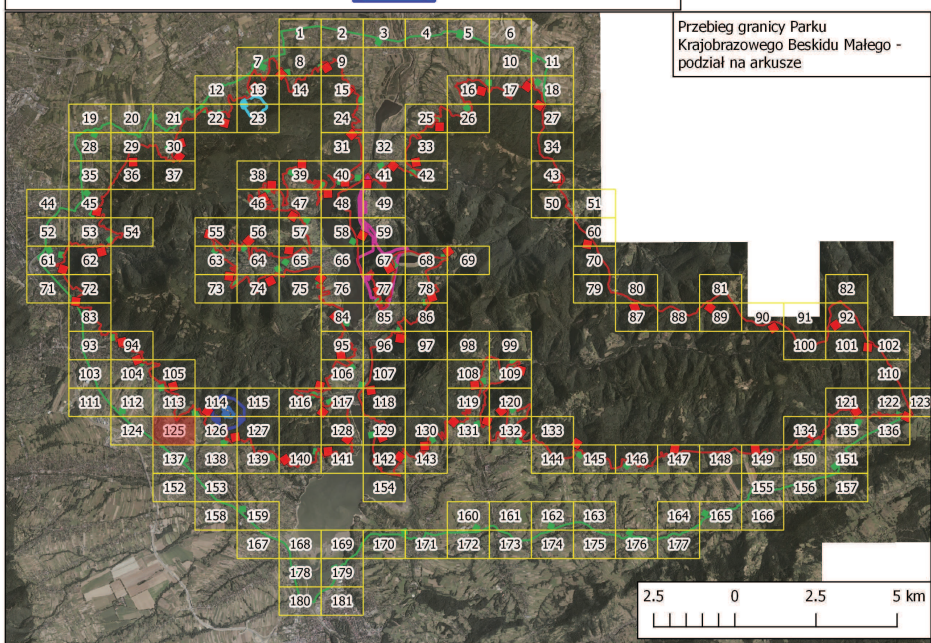 Przebieg granicy Parku
Krajobrazowego Beskidu Małego -
podział na arkusze
1 2 3 4 5 6
7 8 9 10 11
12 13 14 15 16 17 18
19 20 21 22 23 24 25 26 27
28 29 30 31 32 33 34
35 36 37 38 39 40 41 42 43
44 45 46 47 48 49 50 51
52 53 54 55 56 57 58 59 60
61 62 63 64 65 66 67 68 69 70
71 72 73 74 75 76 77 78 79 80 81 82
83 84 85 86 87 88 89 90 91 92
93 94 95 96 97 98 99 100 101 102
103 104 105 106 107 108 109 110
111 112 113 114 115 116 117 118 119 120 121 122 123
124 125 126 127 128 129 130 131 132 133 134 135 136
137 138 139 140 141 142 143 144 145 146 147 148 149 150 151
152 153 154 155 156 157
158 159 160 161 162 163 164 165 166
167 168 169 170 171 172 173 174 175 176 177
178 179
180 181
2.5 0 2.5 5 km